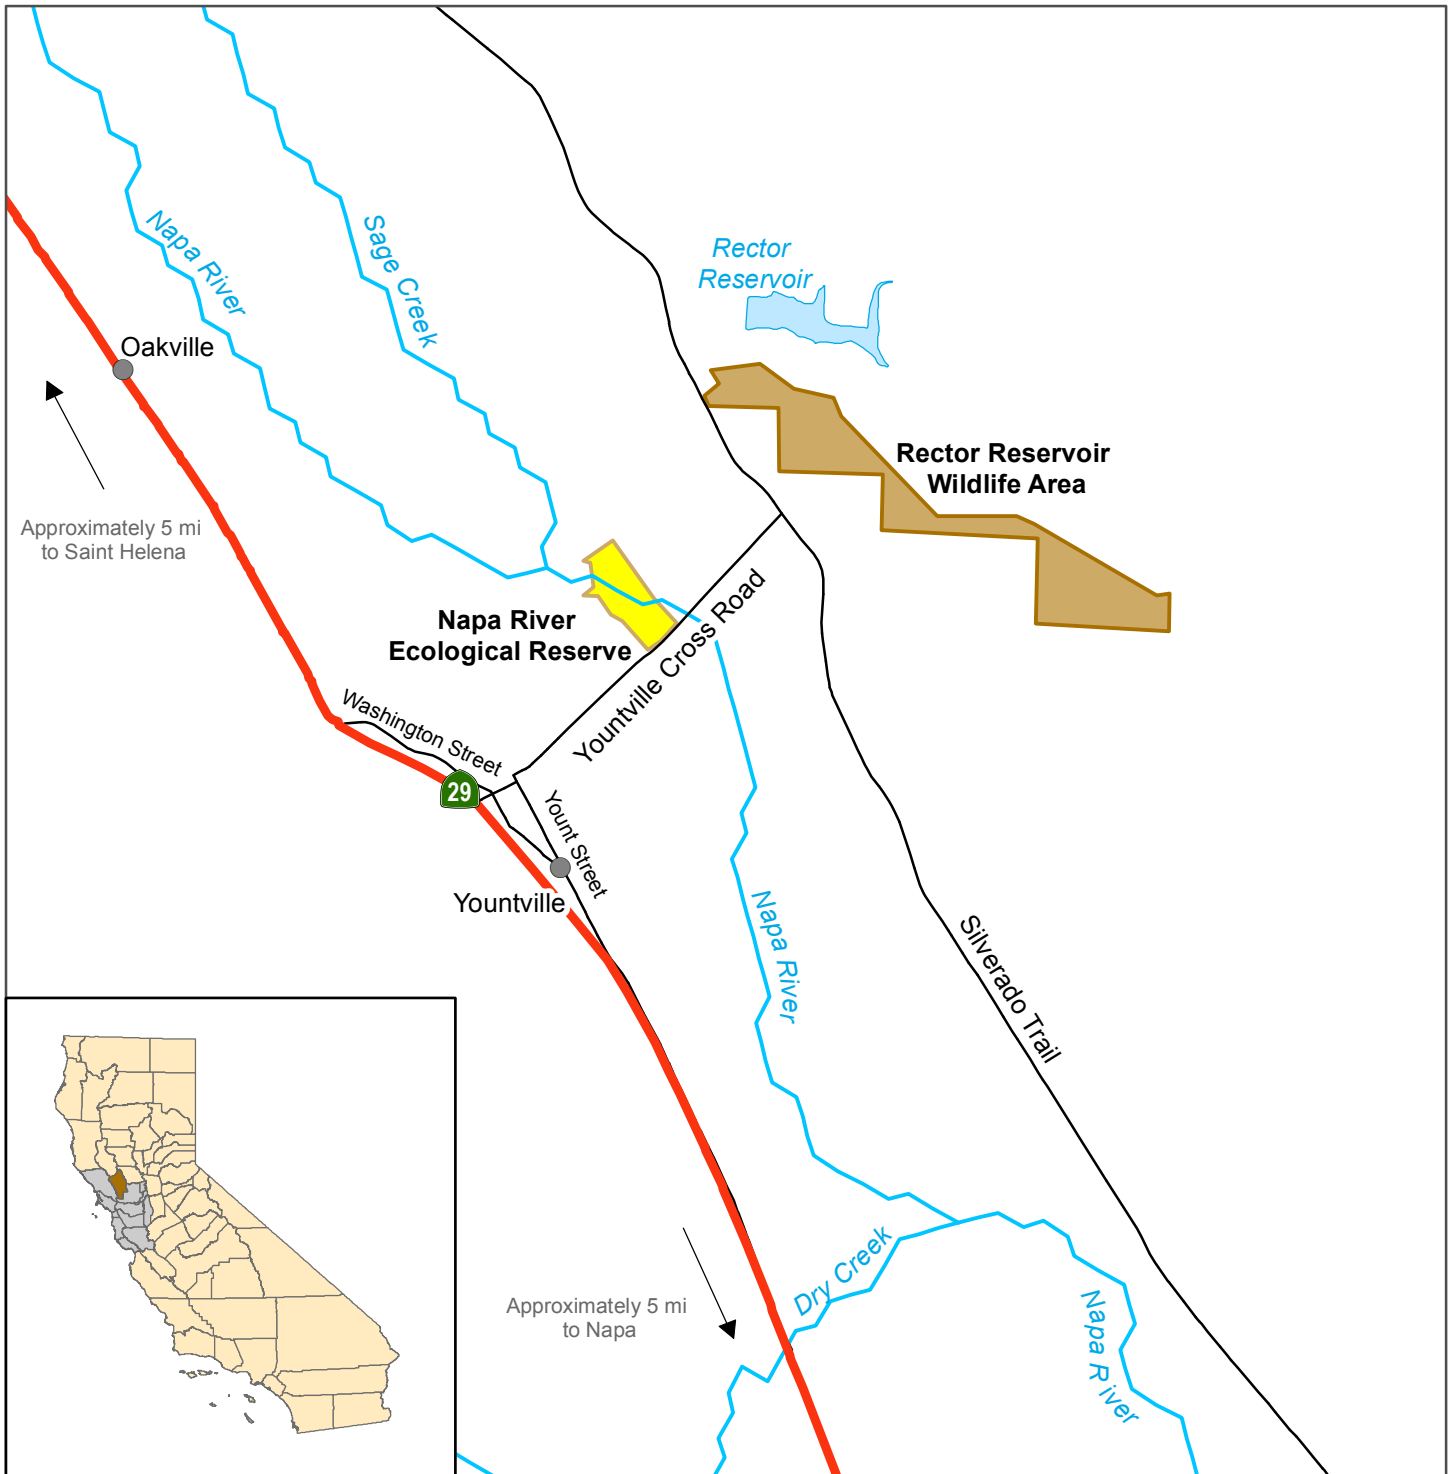 Napa River
Sage Creek
Rector
Reservoir
Oakville
Rector Reservoir
Wildlife Area
Approximately 5 mi
to Saint Helena
Napa River
Ecological Reserve
Yountville Cross Road
Washington Street
29
Yount Street
Yountville
Napa River
Silverado Trail
Dry Creek
Approximately 5 mi
to Napa
Napa River